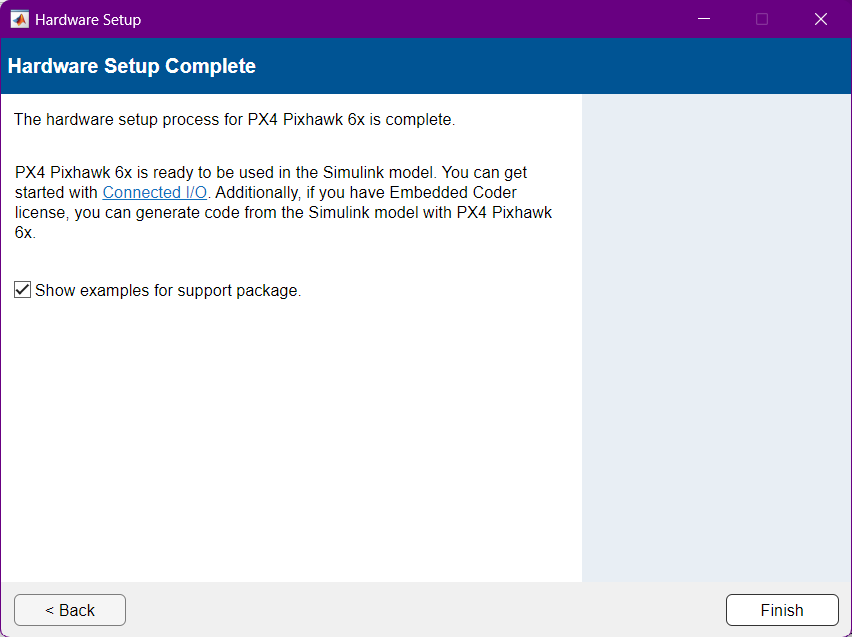 Hardware Setup
Hardware Setup Complete
The hardware setup process for PX4 Pixhawk 6x is complete.
PX4 Pixhawk 6x is ready to be used in the Simulink model. You can get
started with Connected I/O. Additionally, if you have Embedded Coder
license, you can generate code from the Simulink model with PX4 Pixhawk
6x.
Show examples for support package.
< Back
Finish